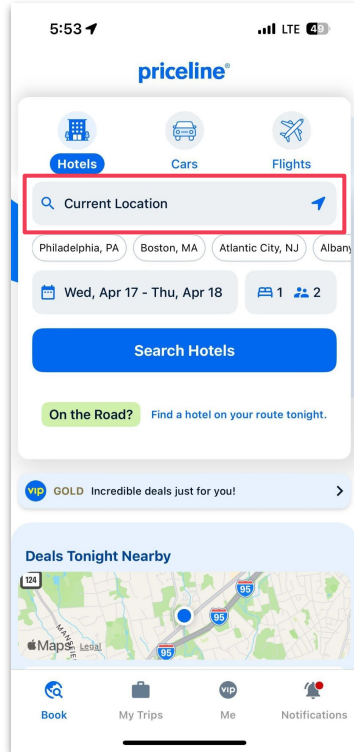 5:53
LTE 49
priceline®
Hotels
Cars
Flights
Current Location
Philadelphia, PA
Boston, MA
Atlantic City, NJ
Albany
Wed, Apr 17 - Thu, Apr 18
1
2
Search Hotels
On the Road?
Find a hotel on your route tonight.
vip
GOLD Incredible deals just for you!
Deals Tonight Nearby
124
95
95
95
MANSFIE
Maps Legal
Book
My Trips
VIP
Me
Notifications